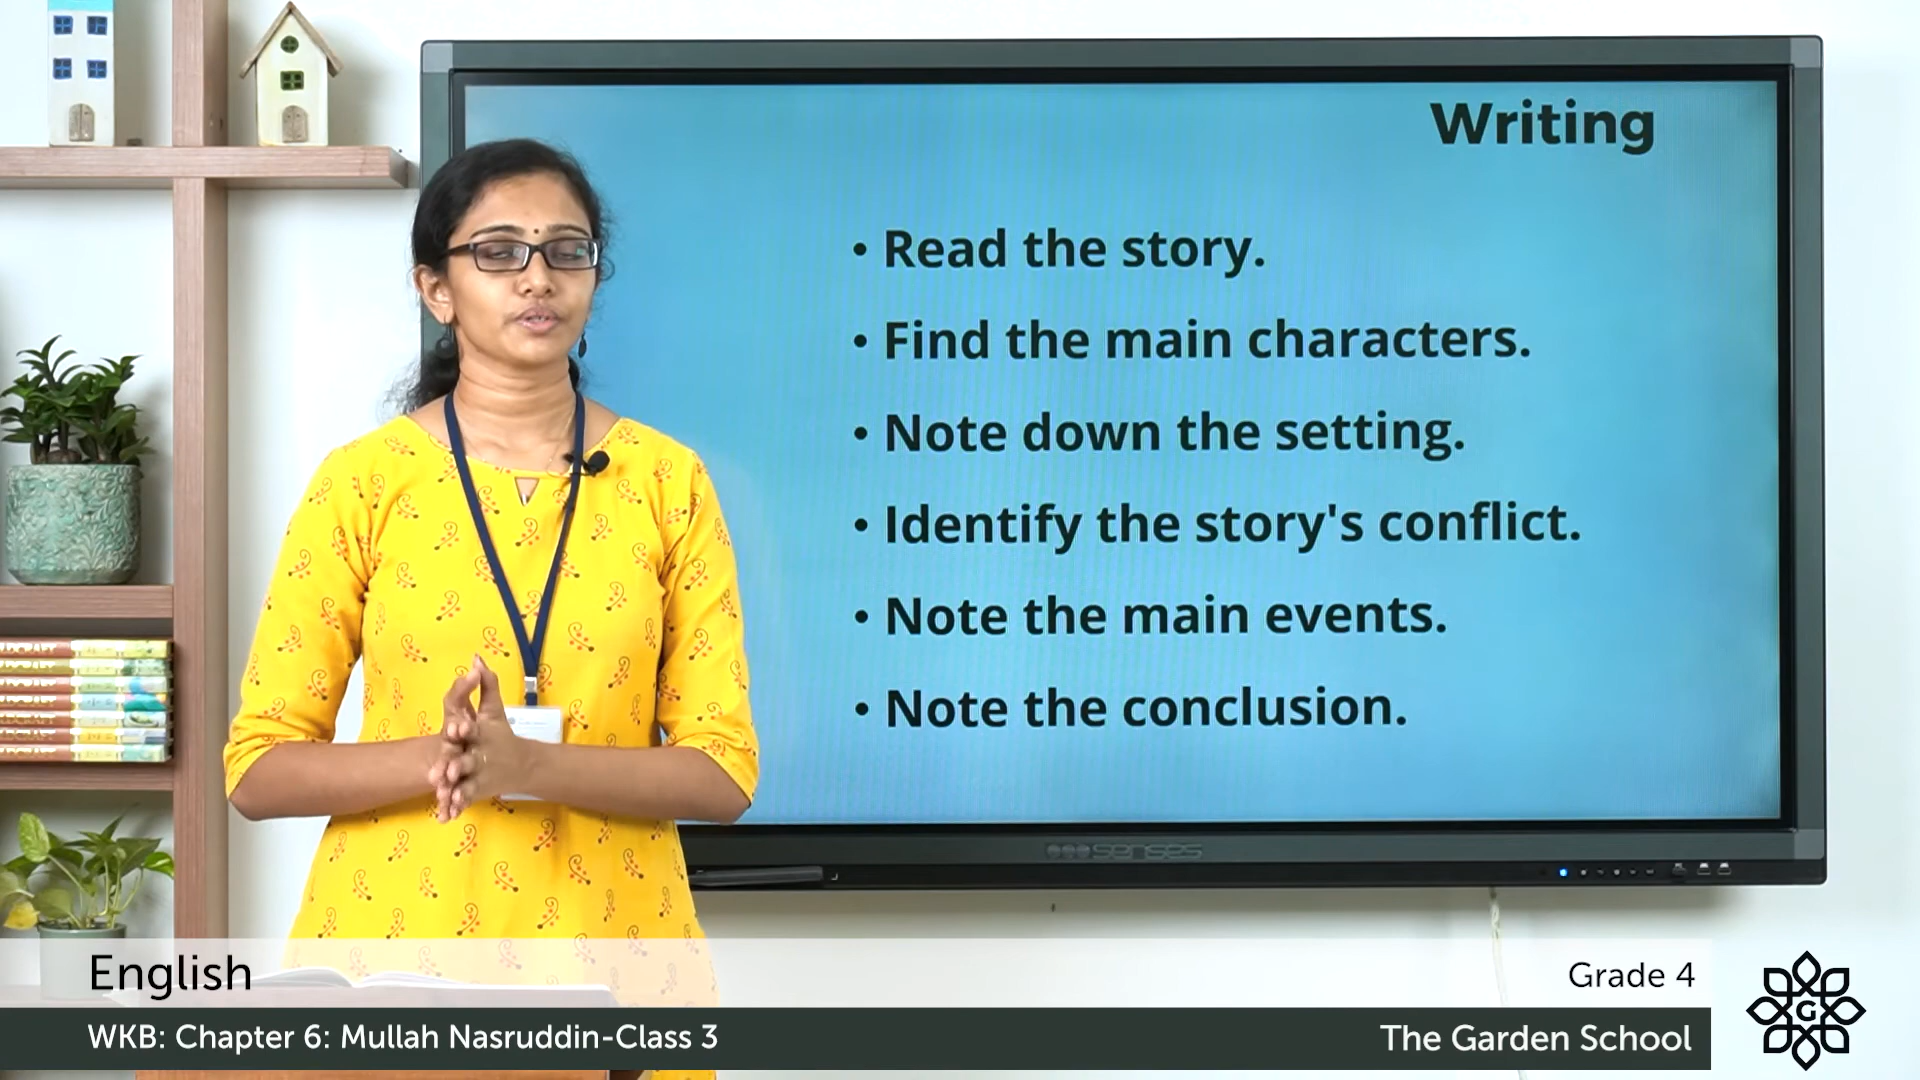 Writing
• Read the story.
• Find the main characters.
• Note down the setting.
• Identify the story's conflict.
• Note the main events.
• Note the conclusion.
senses
English
Grade 4
WKB: Chapter 6: Mullah Nasruddin-Class 3
The Garden School
G